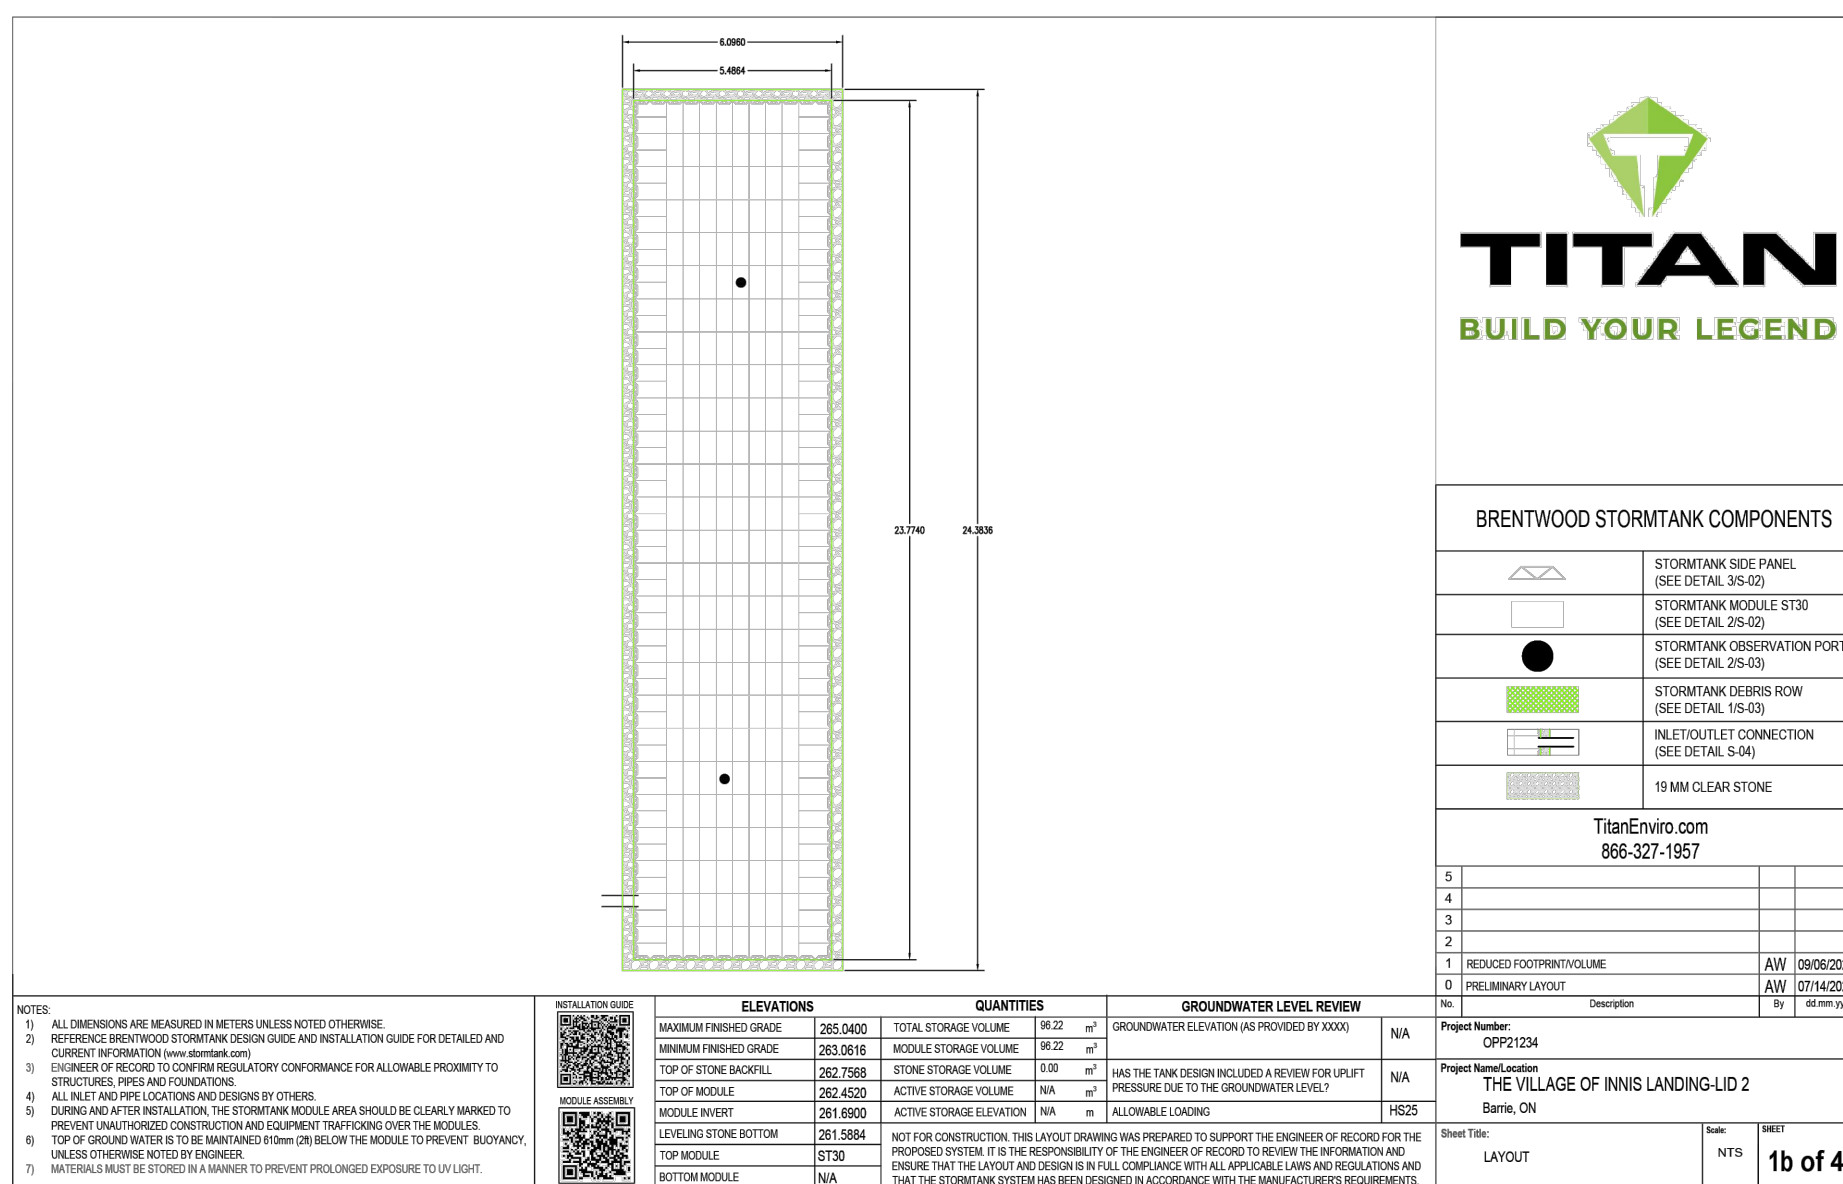 6.0960
5.4864
23.7740
24.3836
TITAN
BUILD YOUR LEGEND
BRENTWOOD STORMTANK COMPONENTS
STORMTANK SIDE PANEL
(SEE DETAIL 3/S-02)
STORMTANK MODULE ST30
(SEE DETAIL 2/S-02)
STORMTANK OBSERVATION PORT
(SEE DETAIL 2/S-03)
STORMTANK DEBRIS ROW
(SEE DETAIL 1/S-03)
INLET/OUTLET CONNECTION
(SEE DETAIL S-04)
19 MM CLEAR STONE
TitanEnviro.com
866-327-1957
5
4
3
2
1 REDUCED FOOTPRINT/VOLUME AW 09/06/20
0 PRELIMINARY LAYOUT AW 07/14/20
No. Description By dd.mm.yy
Project Number:
OPP21234
Project Name/Location
THE VILLAGE OF INNIS LANDING-LID 2
Barrie, ON
Sheet Title:
LAYOUT
Scale:
NTS
SHEET
1b of 4
NOTES:
1) ALL DIMENSIONS ARE MEASURED IN METERS UNLESS NOTED OTHERWISE.
2) REFERENCE BRENTWOOD STORMTANK DESIGN GUIDE AND INSTALLATION GUIDE FOR DETAILED AND
CURRENT INFORMATION (www.stormtank.com)
3) ENGINEER OF RECORD TO CONFIRM REGULATORY CONFORMANCE FOR ALLOWABLE PROXIMITY TO
STRUCTURES, PIPES AND FOUNDATIONS.
4) ALL INLET AND PIPE LOCATIONS AND DESIGNS BY OTHERS.
5) DURING AND AFTER INSTALLATION, THE STORMTANK MODULE AREA SHOULD BE CLEARLY MARKED TO
PREVENT UNAUTHORIZED CONSTRUCTION AND EQUIPMENT TRAFFICKING OVER THE MODULES.
6) TOP OF GROUND WATER IS TO BE MAINTAINED 610mm (2ft) BELOW THE MODULE TO PREVENT BUOYANCY,
UNLESS OTHERWISE NOTED BY ENGINEER.
7) MATERIALS MUST BE STORED IN A MANNER TO PREVENT PROLONGED EXPOSURE TO UV LIGHT.
INSTALLATION GUIDE
MODULE ASSEMBLY
ELEVATIONS
MAXIMUM FINISHED GRADE 265.0400
MINIMUM FINISHED GRADE 263.0616
TOP OF STONE BACKFILL 262.7568
TOP OF MODULE 262.4520
MODULE INVERT 261.6900
LEVELING STONE BOTTOM 261.5884
TOP MODULE ST30
BOTTOM MODULE N/A
QUANTITIES
TOTAL STORAGE VOLUME 96.22 m³
MODULE STORAGE VOLUME 96.22 m³
STONE STORAGE VOLUME 0.00 m³
ACTIVE STORAGE VOLUME N/A m³
ACTIVE STORAGE ELEVATION N/A m
GROUNDWATER LEVEL REVIEW
GROUNDWATER ELEVATION (AS PROVIDED BY XXXX) N/A
HAS THE TANK DESIGN INCLUDED A REVIEW FOR UPLIFT
PRESSURE DUE TO THE GROUNDWATER LEVEL? N/A
ALLOWABLE LOADING HS25
NOT FOR CONSTRUCTION. THIS LAYOUT DRAWING WAS PREPARED TO SUPPORT THE ENGINEER OF RECORD FOR THE
PROPOSED SYSTEM. IT IS THE RESPONSIBILITY OF THE ENGINEER OF RECORD TO REVIEW THE INFORMATION AND
ENSURE THAT THE LAYOUT AND DESIGN IS IN FULL COMPLIANCE WITH ALL APPLICABLE LAWS AND REGULATIONS AND
THAT THE STORMTANK SYSTEM HAS BEEN DESIGNED IN ACCORDANCE WITH THE MANUFACTURER'S REQUIREMENTS.